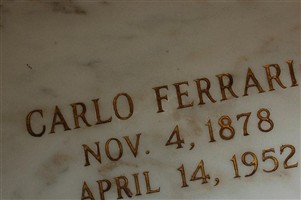 CARLO FERRARI
NOV. 4, 1878
APRIL 14, 1952